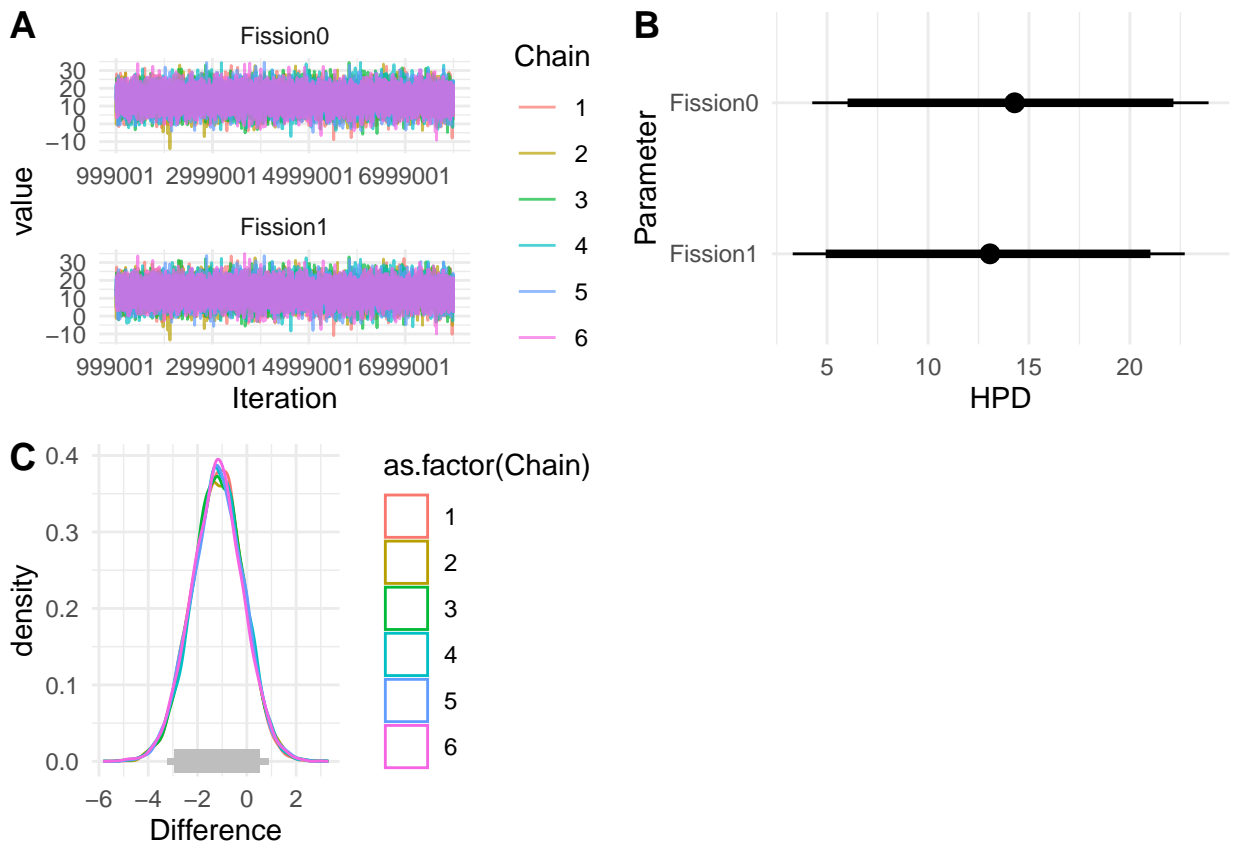 A
Fission0
30
20
10
0
−10
999001 2999001 4999001 6999001
value
Fission1
30
20
10
0
−10
999001 2999001 4999001 6999001
Iteration
Chain
1
2
3
4
5
6
B
Parameter
Fission0
Fission1
5 10 15 20
HPD
C
density
0.4
0.3
0.2
0.1
0.0
−6 −4 −2 0 2
Difference
as.factor(Chain)
1
2
3
4
5
6